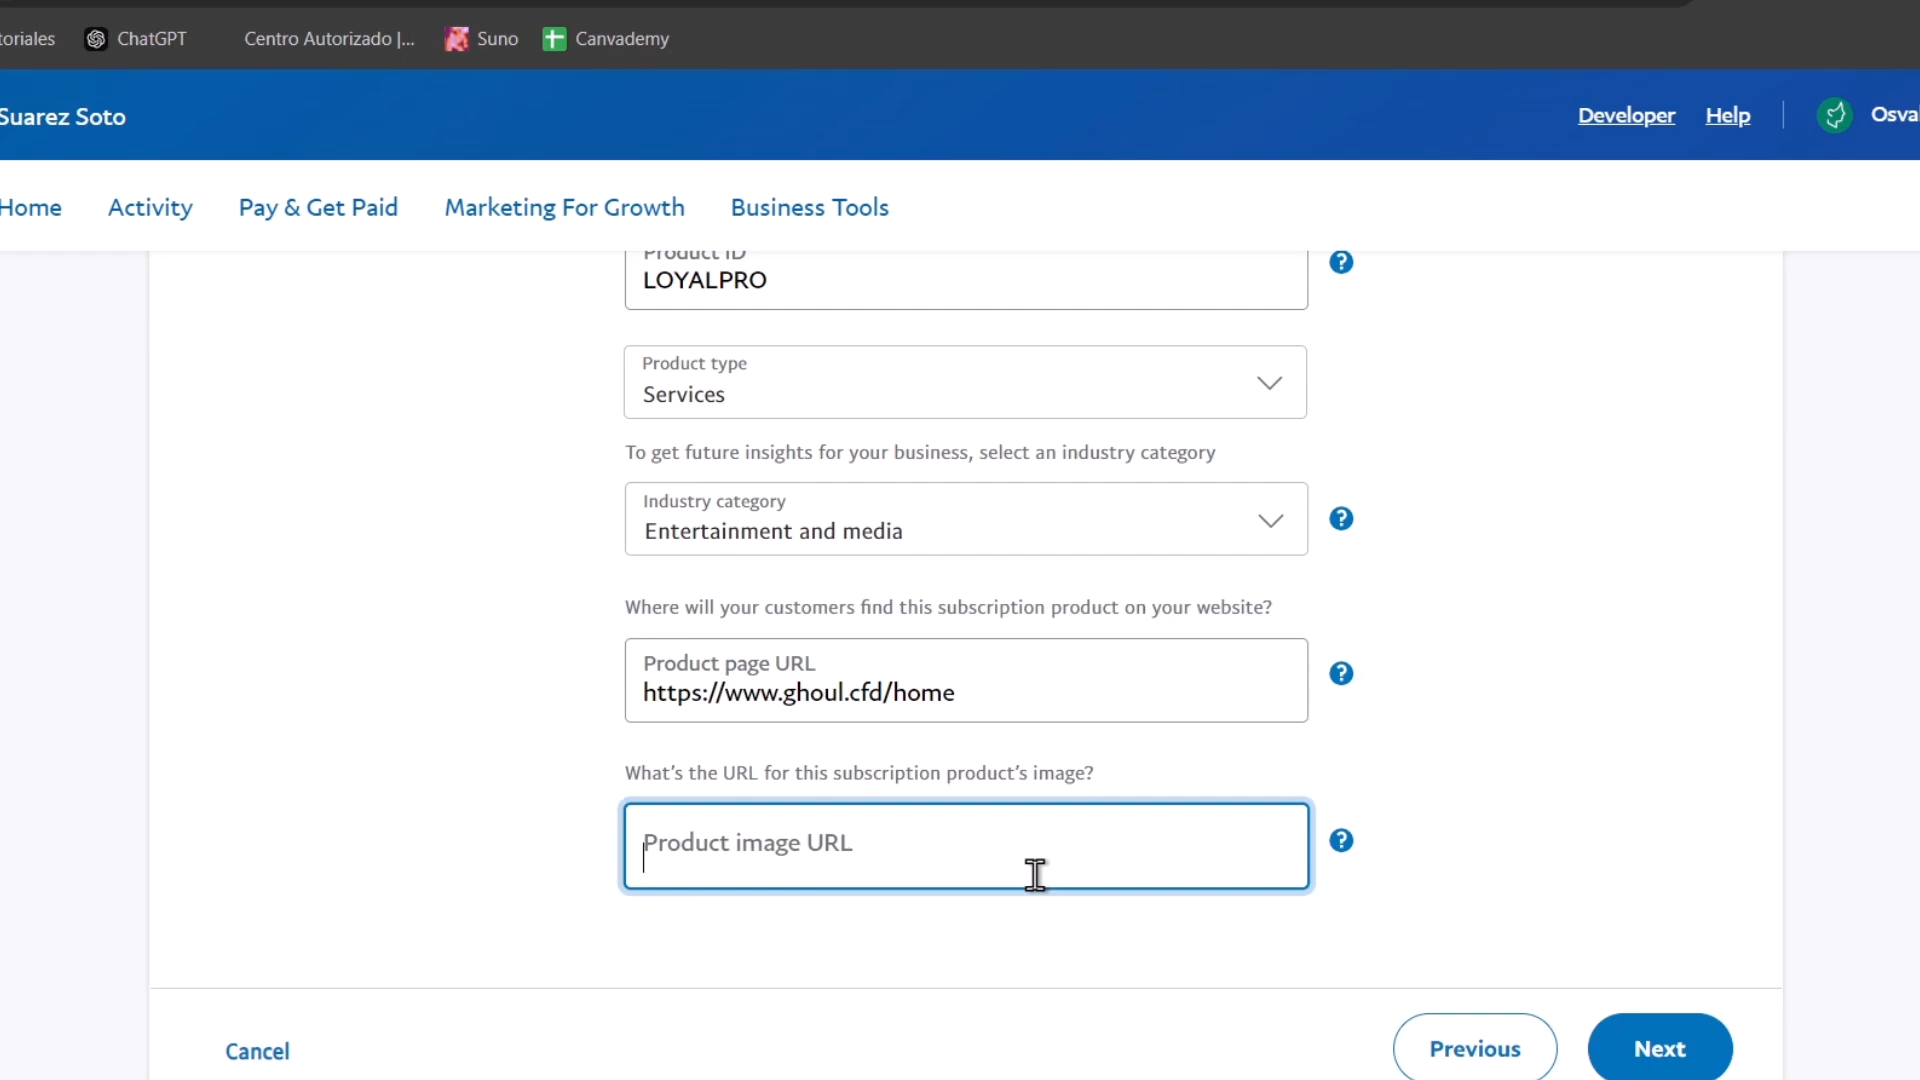 toriales ChatGPT Centro Autorizado |... Suno Canvademy
Suarez Soto Developer Help Osval
Home Activity Pay & Get Paid Marketing For Growth Business Tools
Product ID
LOYALPRO
?
Product type
Services
To get future insights for your business, select an industry category
Industry category
Entertainment and media
?
Where will your customers find this subscription product on your website?
Product page URL
https://www.ghoul.cfd/home
?
What's the URL for this subscription product's image?
Product image URL
?
Cancel Previous Next